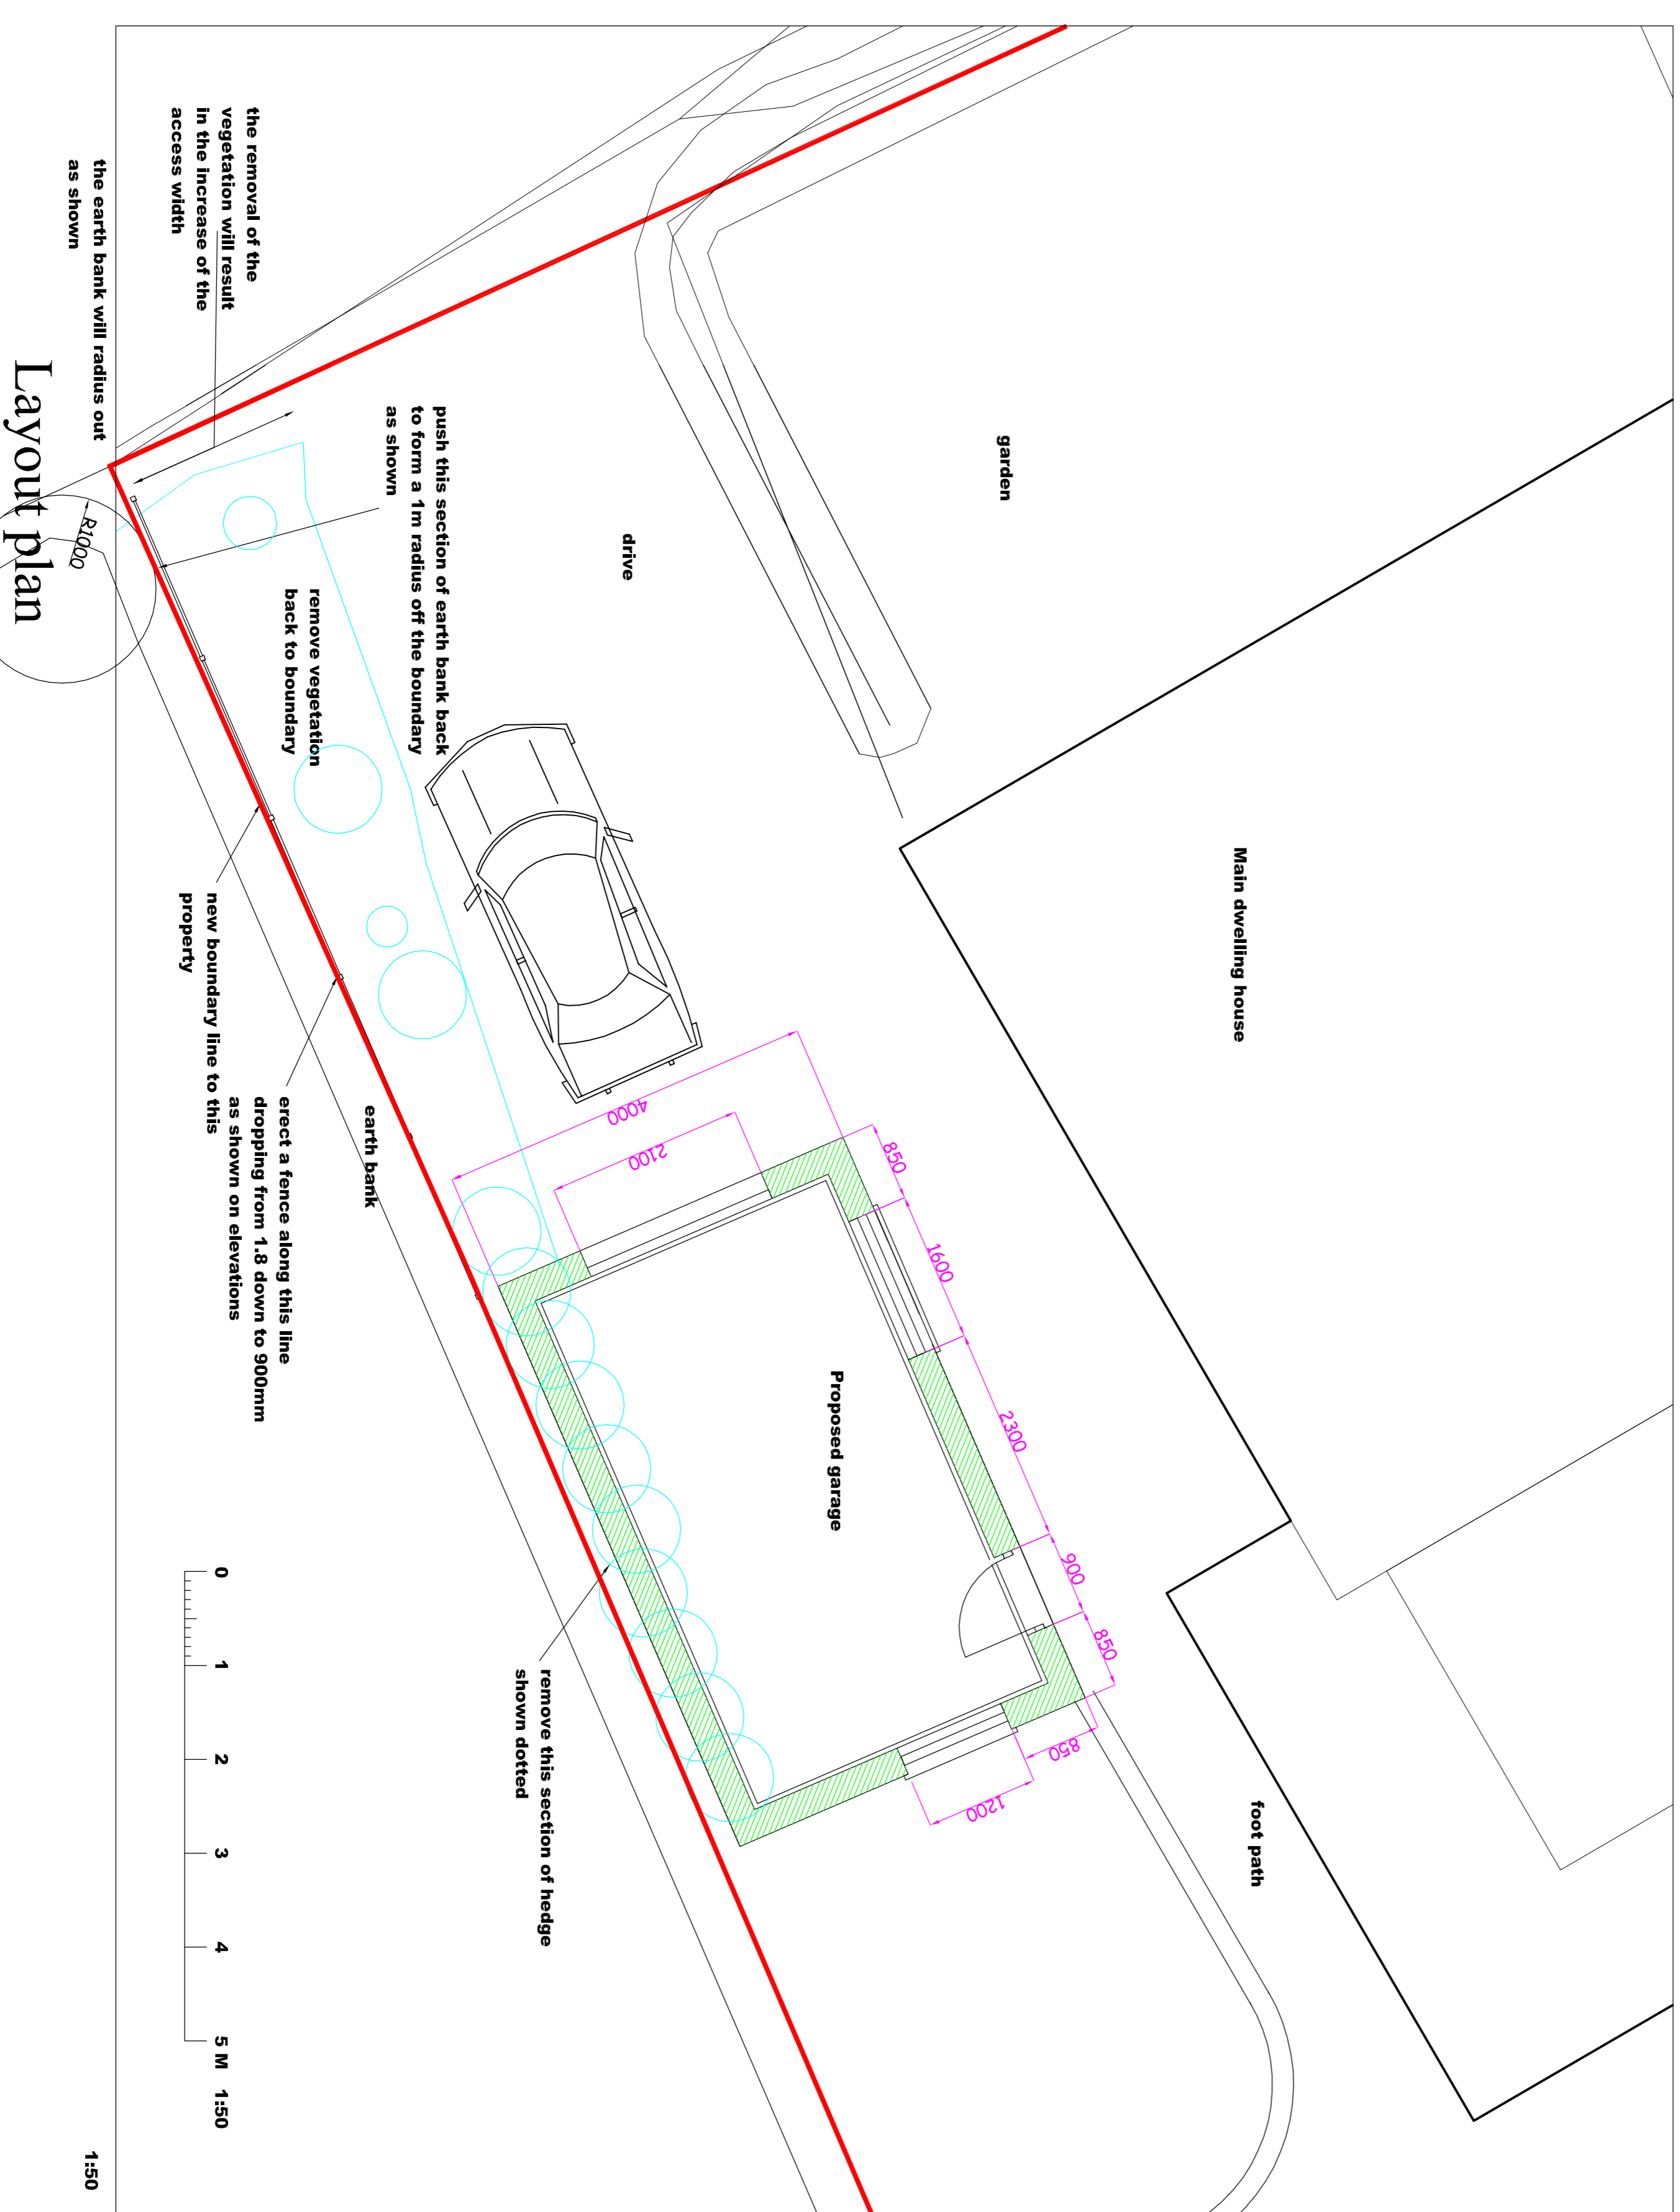 garden
Main dwelling house
foot path
drive
Proposed garage
the removal of the
vegetation will result
in the increase of the
access width
the earth bank will radius out
as shown
push this section of earth bank back
to form a 1m radius off the boundary
as shown
remove vegetation
back to boundary
new boundary line to this
property
erect a fence along this line
dropping from 1.8 down to 900mm
as shown on elevations
earth bank
remove this section of hedge
shown dotted
4000
2100
850
1600
2300
900
850
850
1200
R1000
0 1 2 3 4 5 M 1:50
Layout plan
1:50